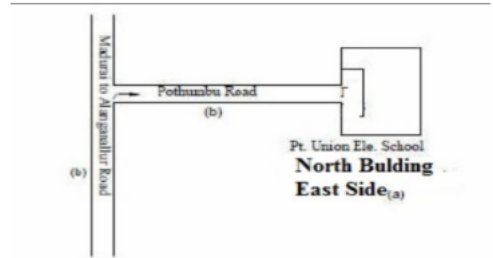 Madurai to Alanganallur Road
(b)
Pothumbu Road
(b)
Pt. Union Ele. School
North Bulding
East Side(a)